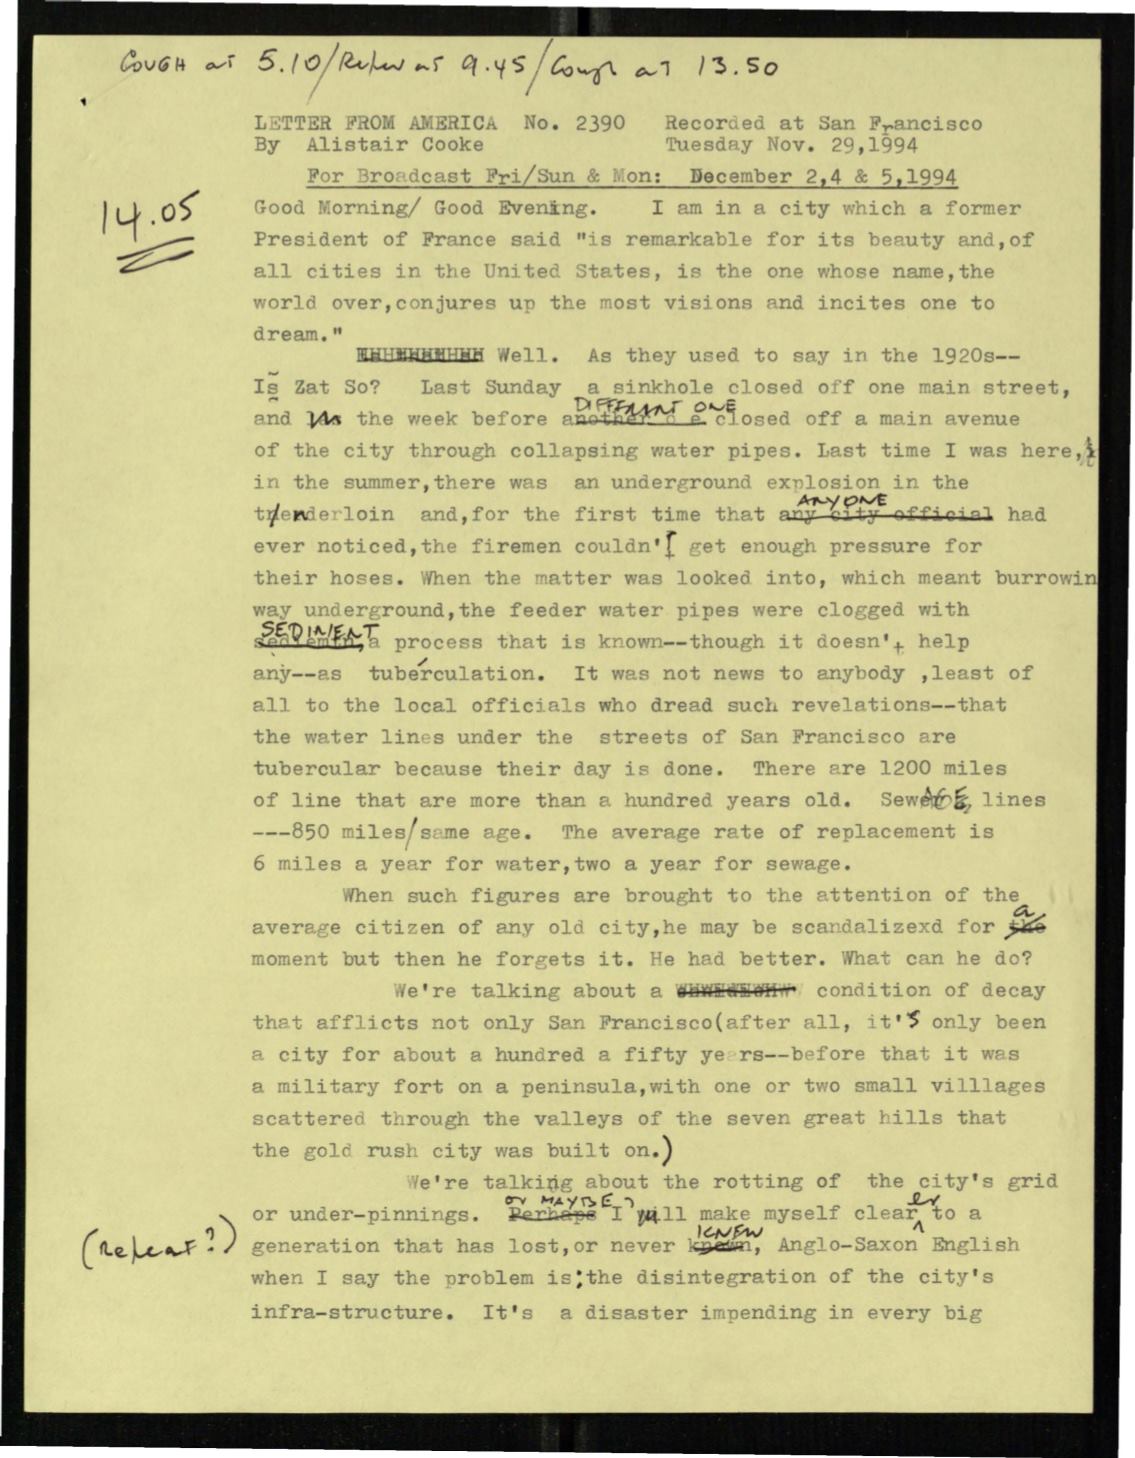 COUGH at 5.10/Repeat at 9.45/Cough at 13.50
LETTER FROM AMERICA No. 2390 Recorded at San Francisco
By Alistair Cooke Tuesday Nov. 29,1994
For Broadcast Fri/Sun & Mon: December 2,4 & 5,1994
14.05
Good Morning/ Good Evening. I am in a city which a former
President of France said "is remarkable for its beauty and,of
all cities in the United States, is the one whose name,the
world over,conjures up the most visions and incites one to
dream."
Well. As they used to say in the 1920s--
Is Zat So? Last Sunday a sinkhole closed off one main street,
DIFFERANT ONE
and the week before another o e closed off a main avenue
of the city through collapsing water pipes. Last time I was here,
in the summer,there was an underground explosion in the
ANYONE
tenderloin and,for the first time that any city official had
ever noticed,the firemen couldn't get enough pressure for
their hoses. When the matter was looked into, which meant burrowin
way underground,the feeder water pipes were clogged with
SEDIMENT
a process that is known--though it doesn't help
any--as tuberculation. It was not news to anybody ,least of
all to the local officials who dread such revelations--that
the water lines under the streets of San Francisco are
tubercular because their day is done. There are 1200 miles
of line that are more than a hundred years old. SewAGE lines
---850 miles/same age. The average rate of replacement is
6 miles a year for water,two a year for sewage.
When such figures are brought to the attention of the
a
average citizen of any old city,he may be scandalizexd for the
moment but then he forgets it. He had better. What can he do?
We're talking about a condition of decay
that afflicts not only San Francisco(after all, it's only been
a city for about a hundred a fifty years--before that it was
a military fort on a peninsula,with one or two small villlages
scattered through the valleys of the seven great hills that
the gold rush city was built on.)
We're talking about the rotting of the city's grid
or MAYBE er
or under-pinnings. Perhaps I will make myself clear to a
KNEW
(Repeat?) generation that has lost,or never known, Anglo-Saxon English
when I say the problem is:the disintegration of the city's
infra-structure. It's a disaster impending in every big